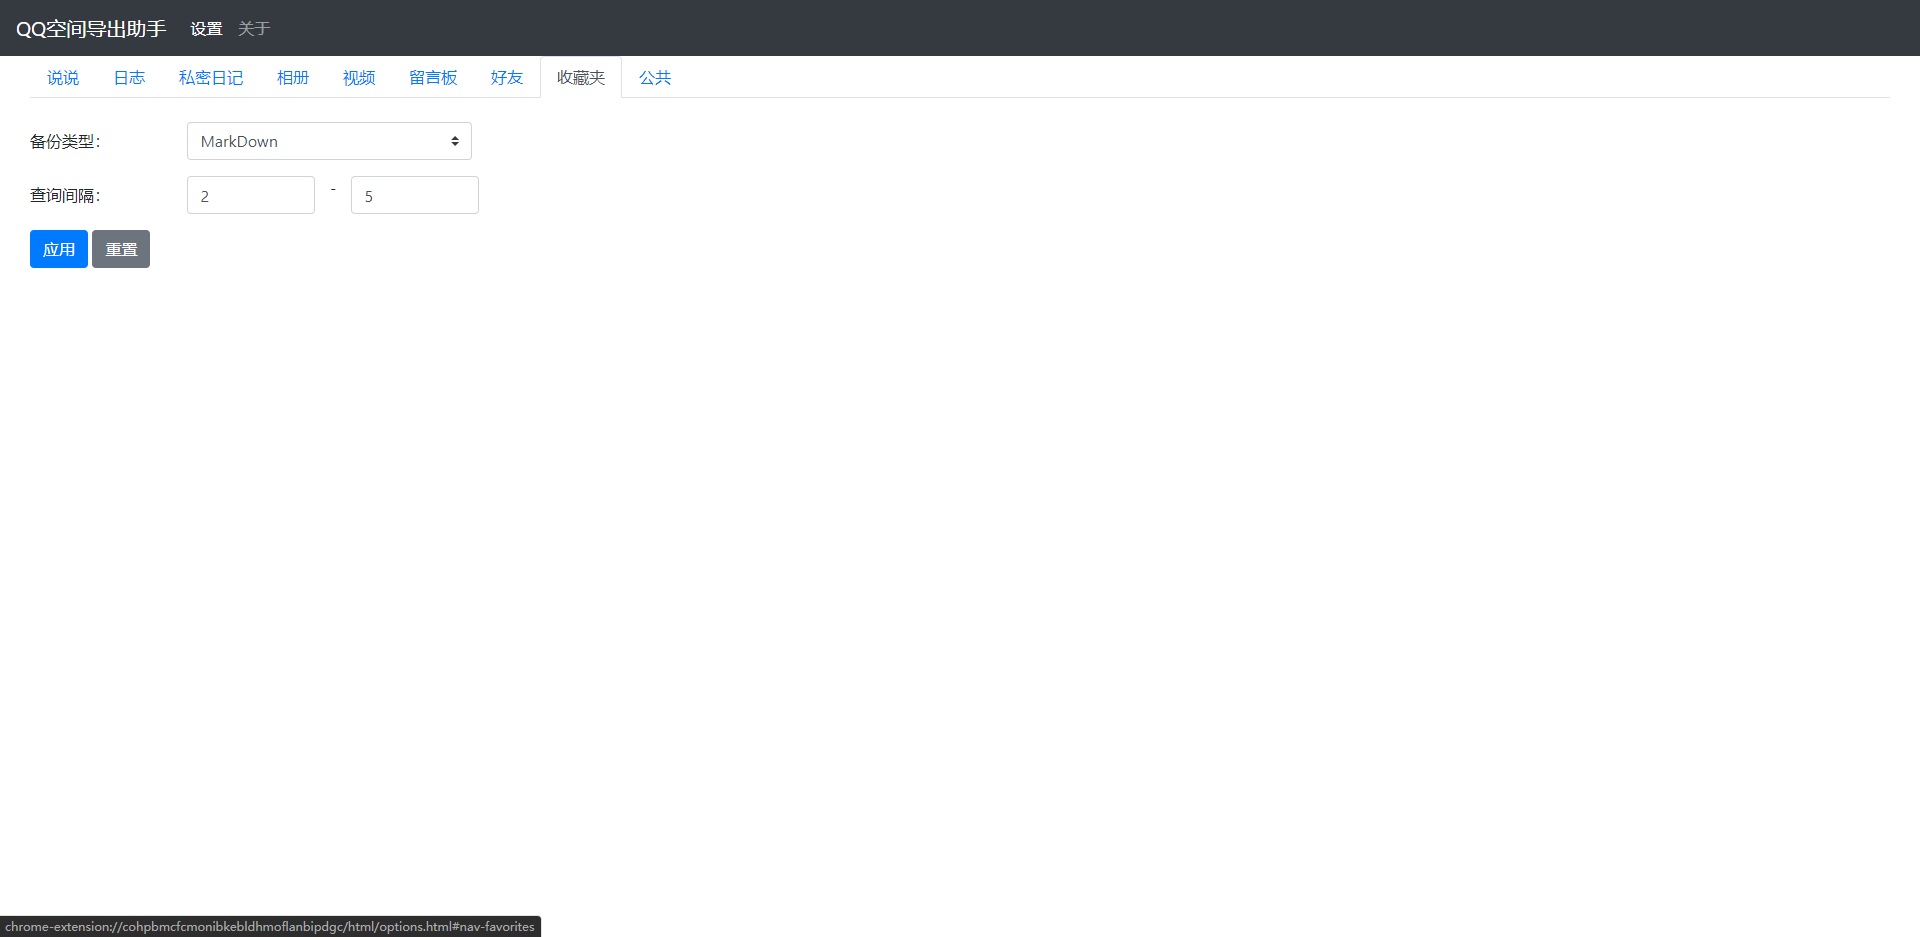 QQ空间导出助手 设置 关于
说说 日志 私密日记 相册 视频 留言板 好友 收藏夹 公共
备份类型： MarkDown
查询间隔： 2 - 5
应用 重置
chrome-extension://cohpbmcfcmonibkebldhmoflanbipdgc/html/options.html#nav-favorites